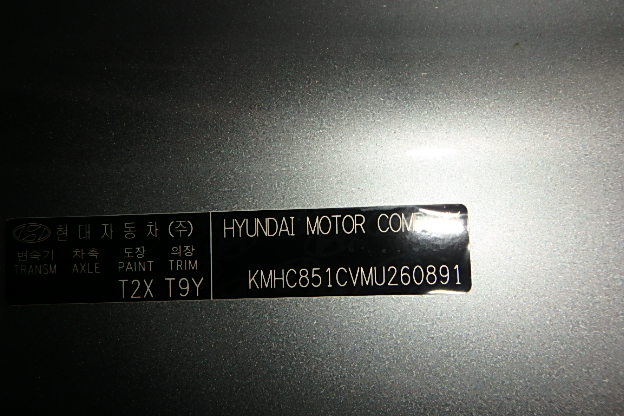 현대자동차 (주)
변속기 차축 도장 의장
TRANSM AXLE PAINT TRIM
T2X T9Y
HYUNDAI MOTOR COMPANY
KMHC851CVMU260891